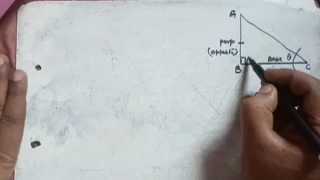 A
perp
(opposite)
B
Base
θ
C